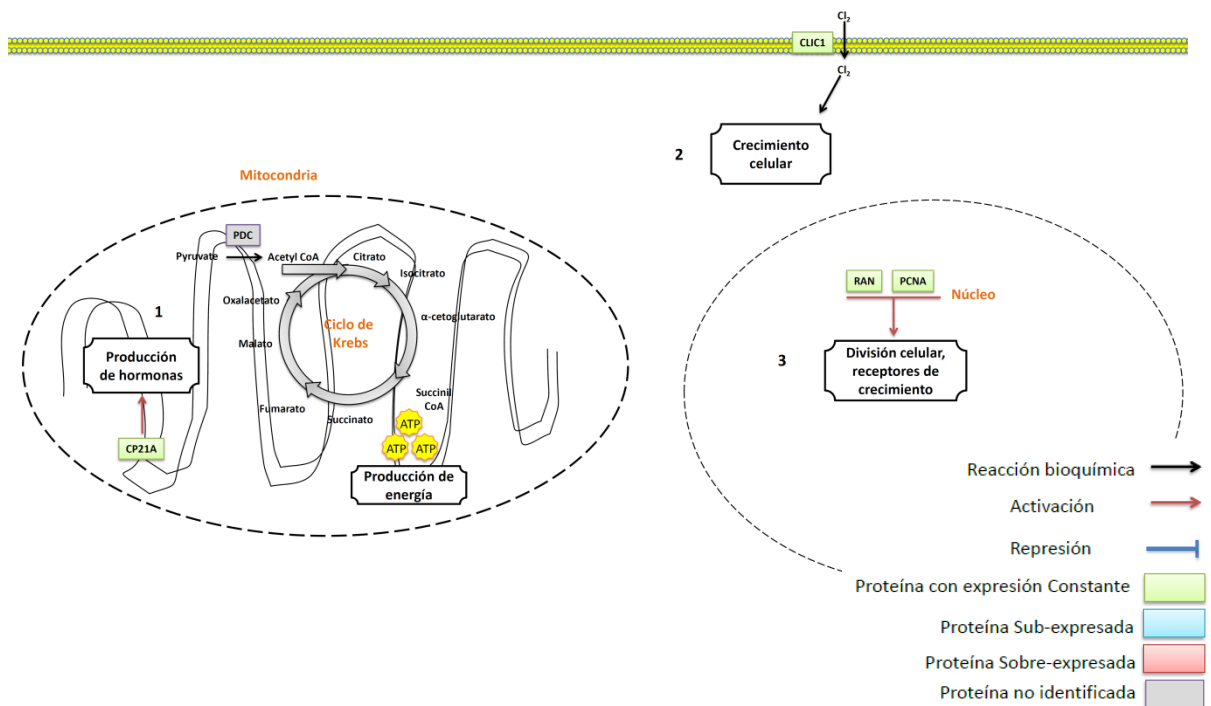 Cl2
CLIC1
Cl2
Crecimiento
celular
2
Mitocondria
PDC
Pyruvate
Acetyl CoA
Citrato
Isocitrato
Oxalacetato
α-cetoglutarato
1
Ciclo de
Krebs
Malato
Producción
de hormonas
Succinil
CoA
Fumarato
Succinato
CP21A
ATP
ATP
ATP
Producción de
energía
RAN
PCNA
Núcleo
3
División celular,
receptores de
crecimiento
Reacción bioquímica
Activación
Represión
Proteína con expresión Constante
Proteína Sub-expresada
Proteína Sobre-expresada
Proteína no identificada